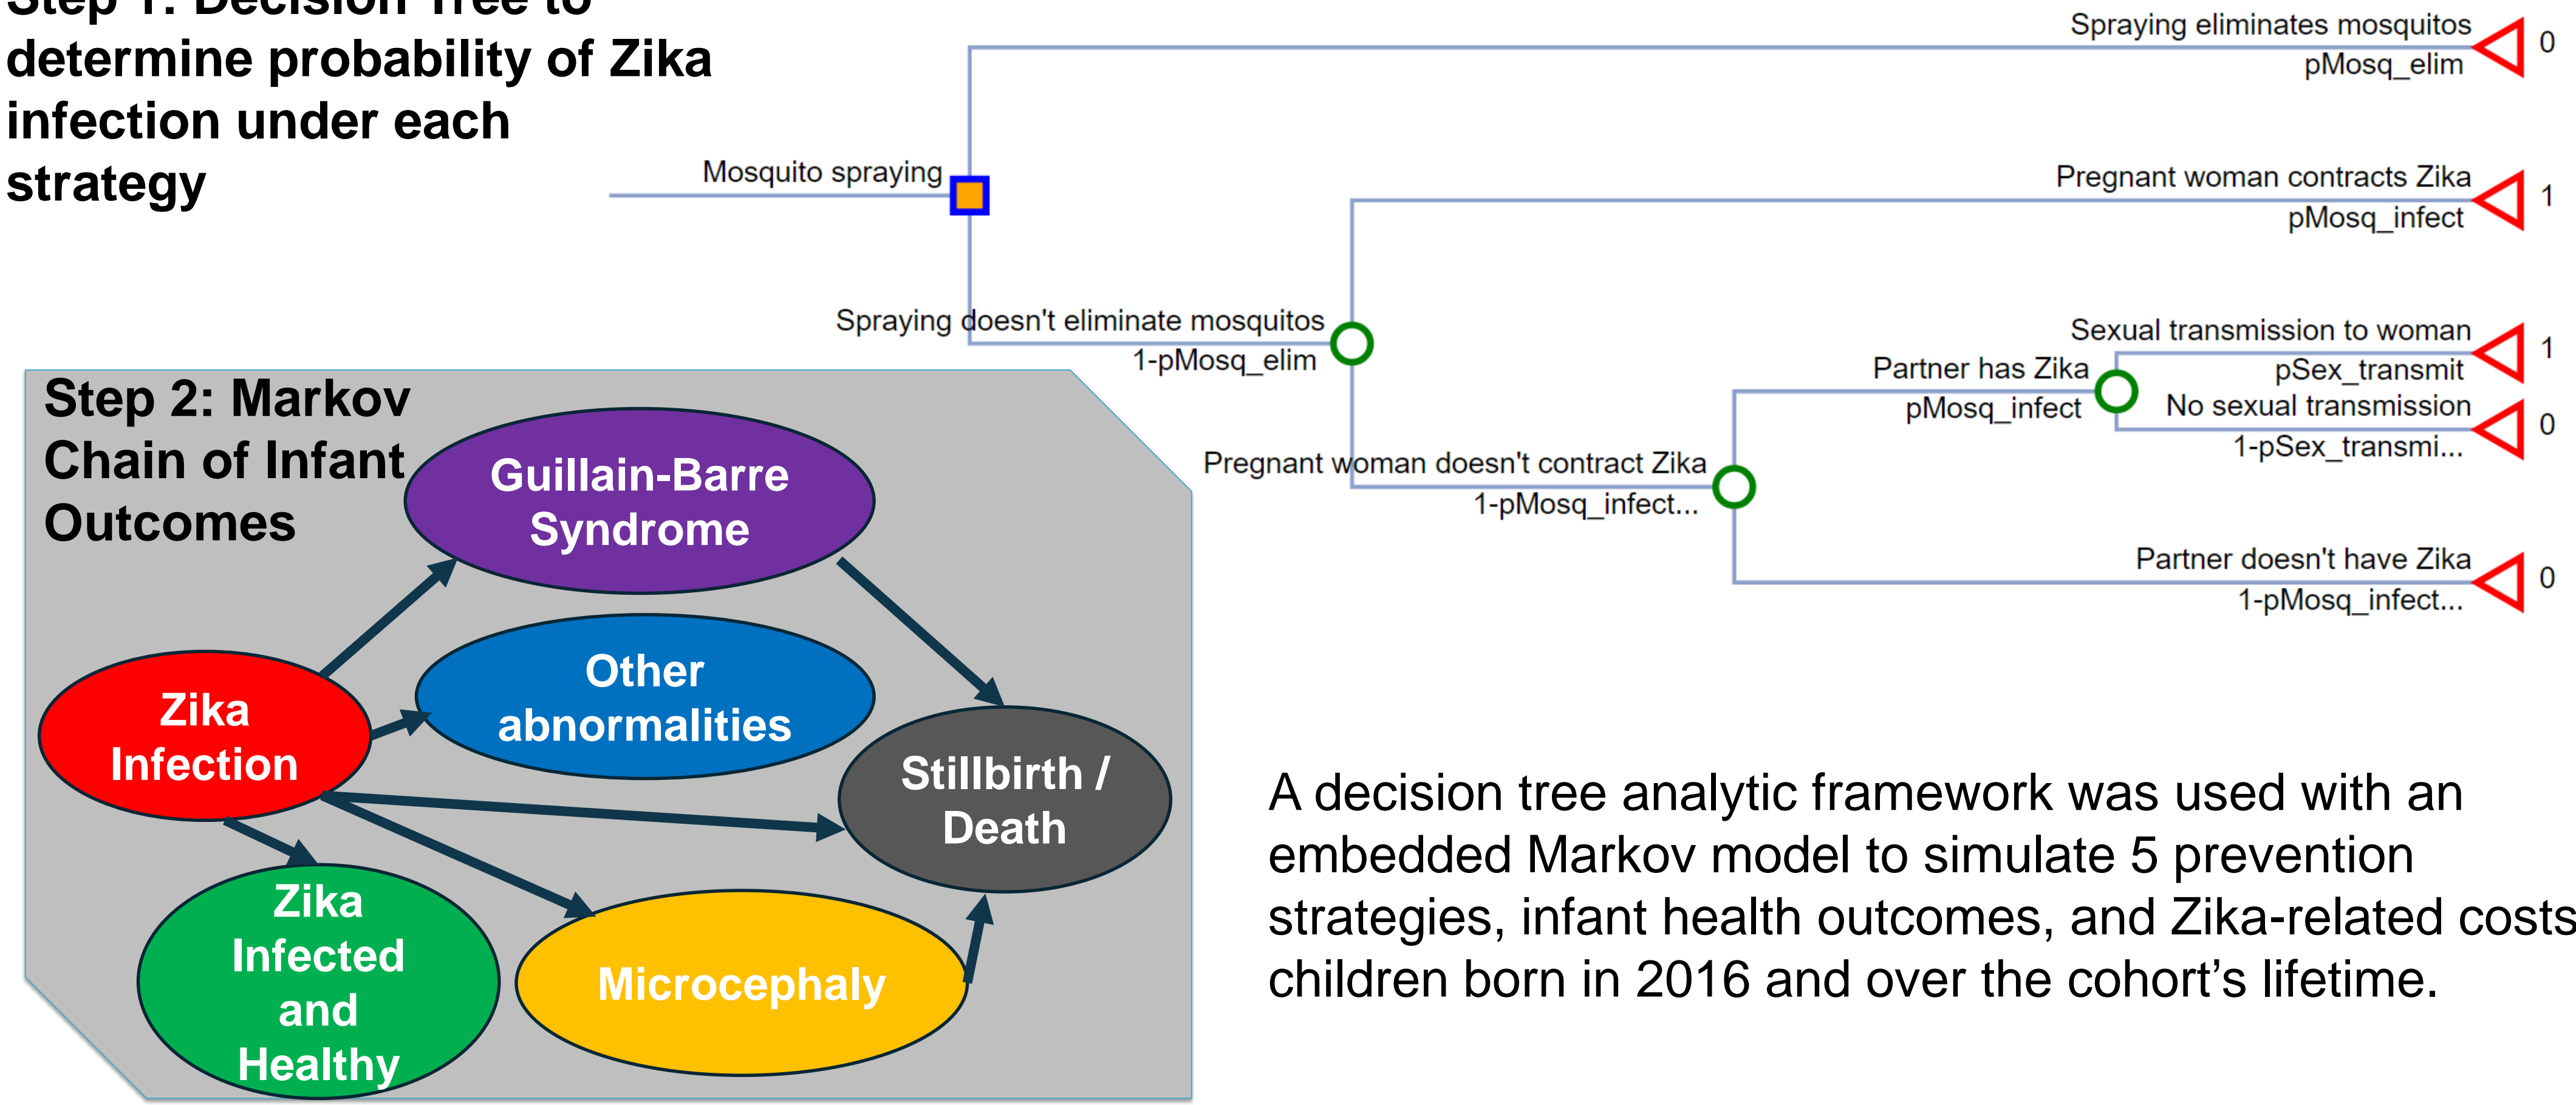 Step 1: Decision Tree to
determine probability of Zika
infection under each
strategy
Mosquito spraying
Spraying eliminates mosquitos
pMosq_elim
0
Pregnant woman contracts Zika
pMosq_infect
1
Spraying doesn't eliminate mosquitos
1-pMosq_elim
Sexual transmission to woman
pSex_transmit
1
Partner has Zika
pMosq_infect
No sexual transmission
1-pSex_transmi...
0
Pregnant woman doesn't contract Zika
1-pMosq_infect...
Partner doesn't have Zika
1-pMosq_infect...
0
Step 2: Markov
Chain of Infant
Outcomes
Guillain-Barre
Syndrome
Other
abnormalities
Zika
Infection
Stillbirth /
Death
Zika
Infected
and
Healthy
Microcephaly
A decision tree analytic framework was used with an
embedded Markov model to simulate 5 prevention
strategies, infant health outcomes, and Zika-related costs
children born in 2016 and over the cohort’s lifetime.